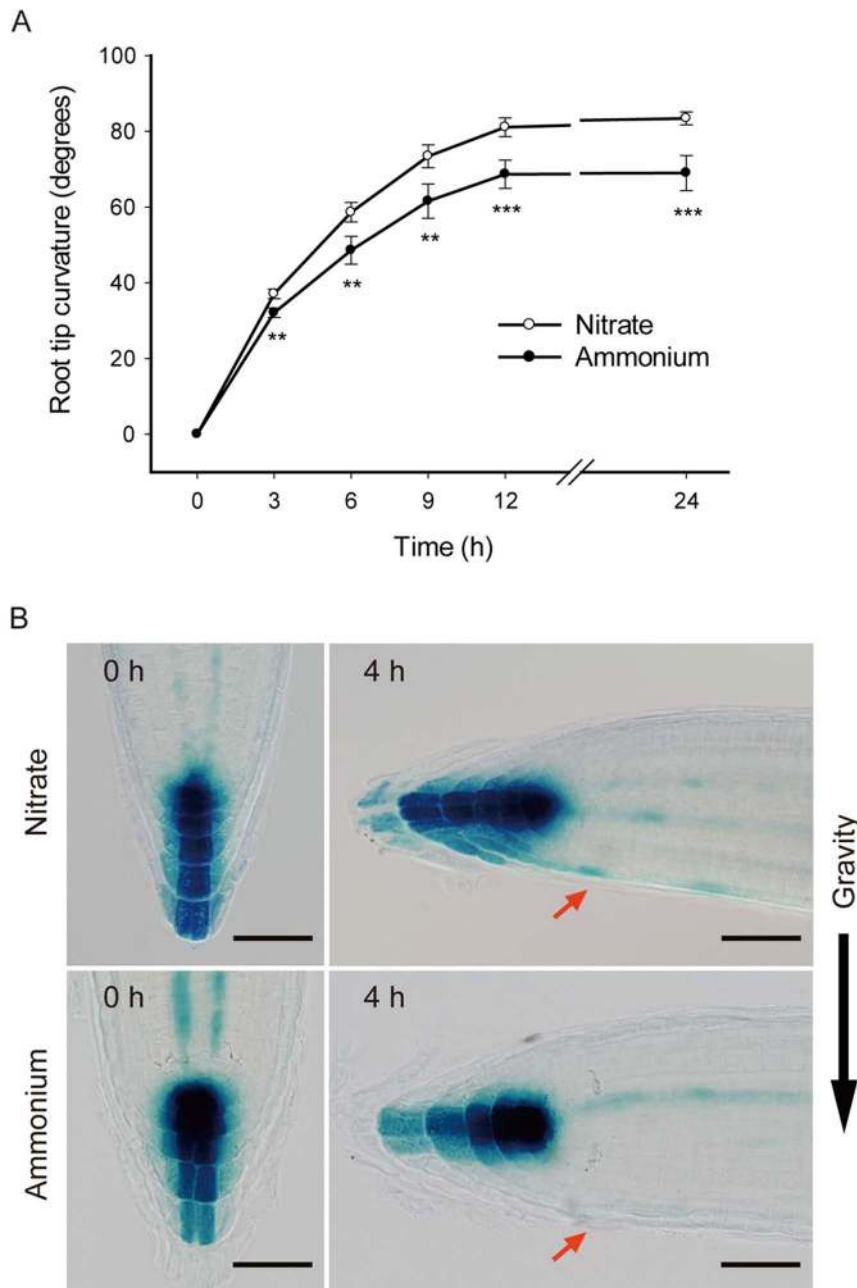 A
100
80
60
40
20
0
Root tip curvature (degrees)
**
**
**
***
***
Nitrate
Ammonium
0
3
6
9
12
24
Time (h)
B
0 h
4 h
Nitrate
0 h
4 h
Ammonium
Gravity